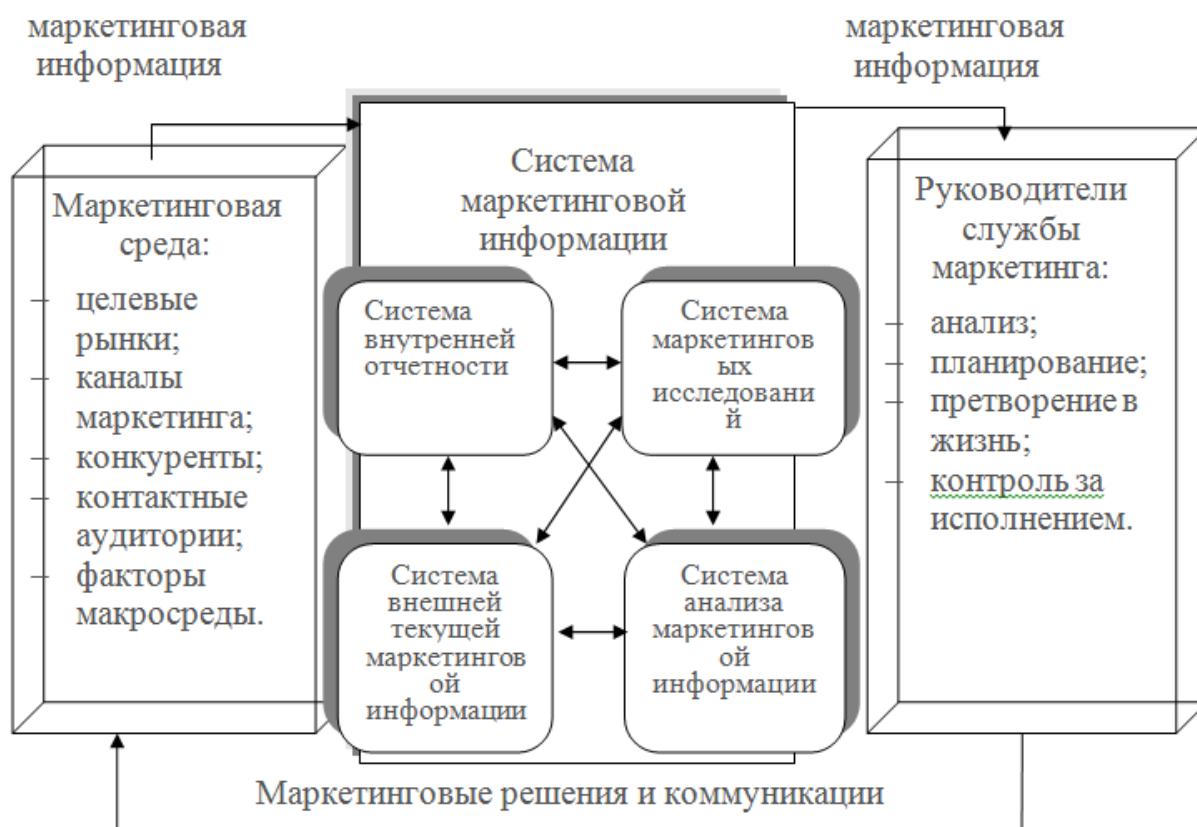 маркетинговая
информация
маркетинговая
информация
Маркетинговая
среда:
– целевые
рынки;
– каналы
маркетинга;
– конкуренты;
– контактные
аудитории;
– факторы
макросреды.
Система
маркетинговой
информации
Система
внутренней
отчетности
Система
маркетингов
ых
исследовани
й
Система
внешней
текущей
маркетингов
ой
информации
Система
анализа
маркетингов
ой
информации
Руководители
службы
маркетинга:
– анализ;
– планирование;
– претворение в
жизнь;
– контроль за
исполнением.
Маркетинговые решения и коммуникации